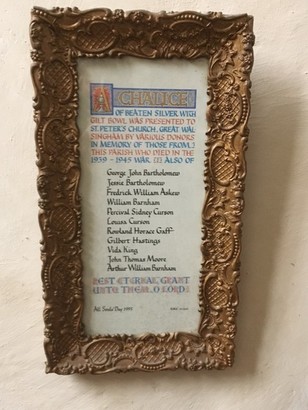 A CHALICE
OF BEATEN SILVER WITH
GILT BOWL WAS PRESENTED TO
ST. PETER'S CHURCH, GREAT WAL
SINGHAM BY VARIOUS DONORS
IN MEMORY OF THOSE FROM
THIS PARISH WHO DIED IN THE
1939 - 1945 WAR. ALSO OF
George John Bartholomew
Jessie Bartholomew
Fredrick William Askew
William Barnham
Percival Sidney Curson
Louisa Curson
Rowland Horace Gaff
Gilbert Hastings
Vida King
John Thomas Moore
Arthur William Barnham
REST ETERNAL GRANT
UNTO THEM, O LORD
All Souls' Day